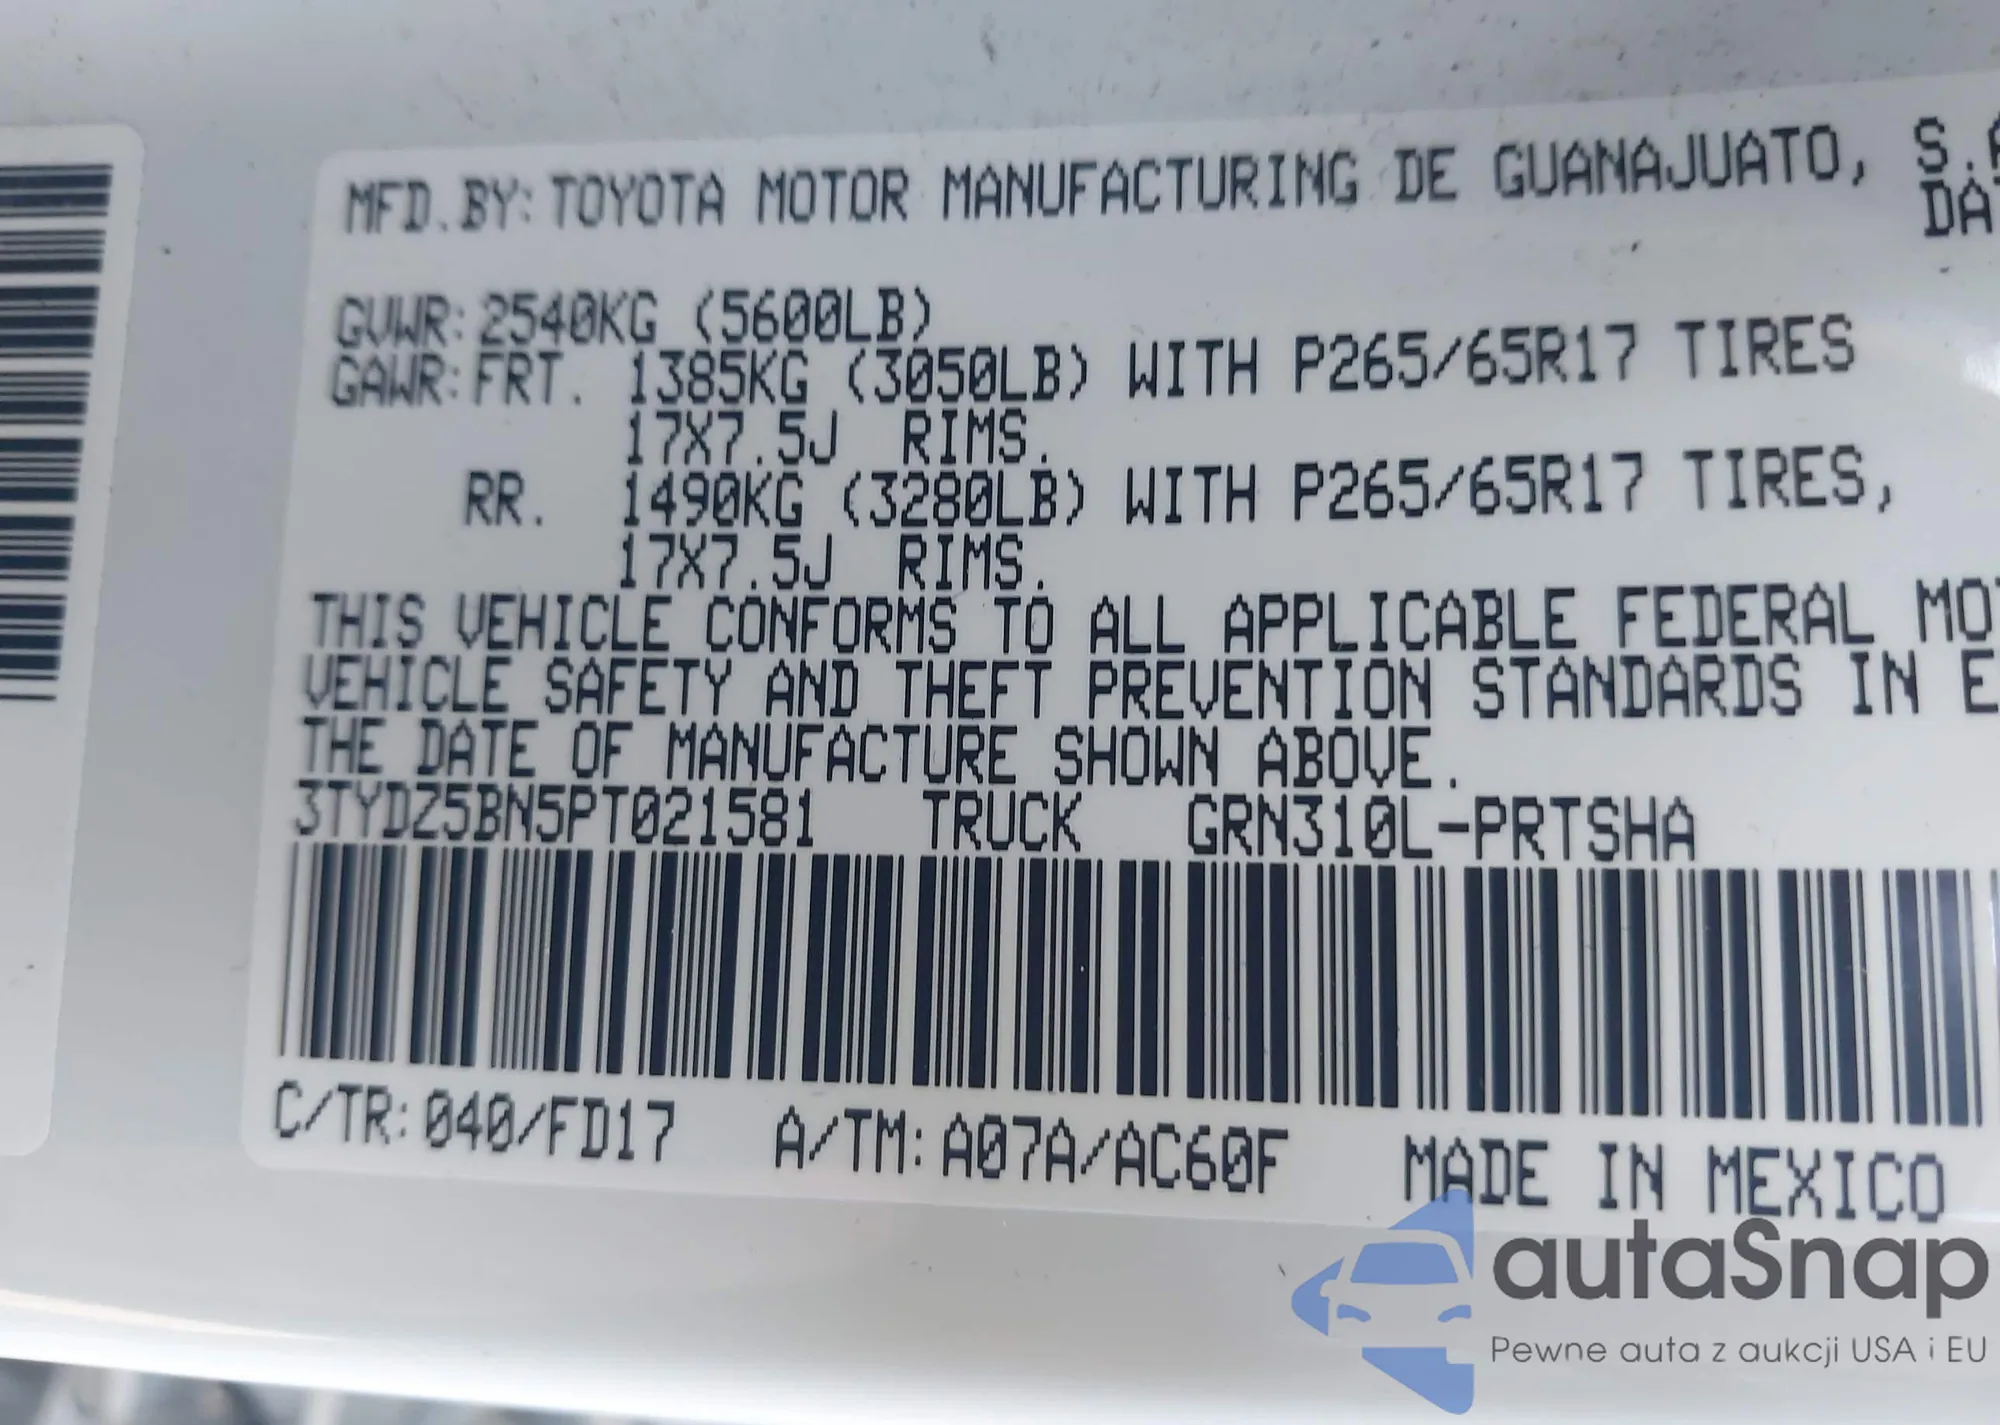 MFD.BY: TOYOTA MOTOR MANUFACTURING DE GUANAJUATO, S.A
DAT
GVWR: 2540KG (5600LB)
GAWR: FRT. 1385KG (3050LB) WITH P265/65R17 TIRES
17X7.5J RIMS.
RR. 1490KG (3280LB) WITH P265/65R17 TIRES,
17X7.5J RIMS.
THIS VEHICLE CONFORMS TO ALL APPLICABLE FEDERAL MOT
VEHICLE SAFETY AND THEFT PREVENTION STANDARDS IN E
THE DATE OF MANUFACTURE SHOWN ABOVE.
3TYDZ5BN5PT021581 TRUCK GRN310L-PRTSHA
C/TR: 040/FD17 A/TM: A07A/AC60F MADE IN MEXICO
autaSnap
Pewne auta z aukcji USA i EU